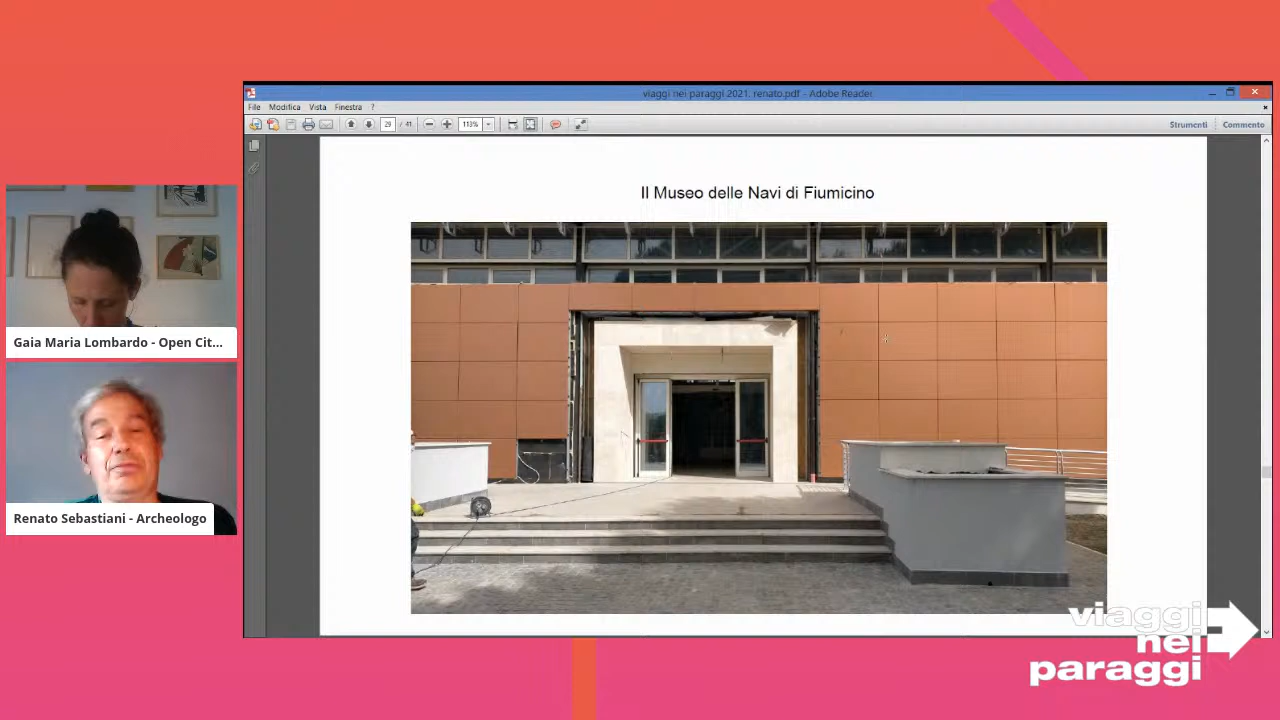 viaggi nei paraggi 2021. renato.pdf - Adobe Reader
File Modifica Vista Finestra ?
29 / 41 113%
Strumenti Commento
Il Museo delle Navi di Fiumicino
Gaia Maria Lombardo - Open Cit...
Renato Sebastiani - Archeologo
viaggi
nei
paraggi